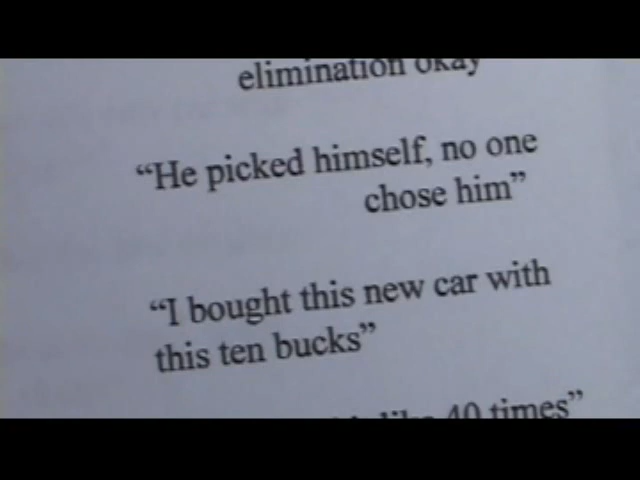 elimination okay
“He picked himself, no one
chose him”
“I bought this new car with
this ten bucks”
like 40 times”